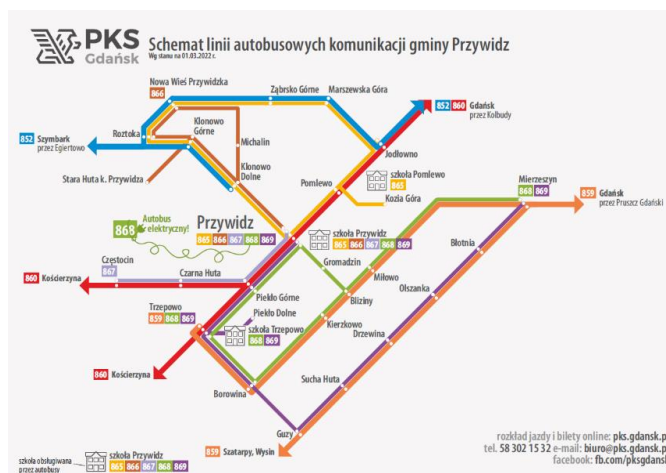 PKS
Gdańsk
Schemat linii autobusowych komunikacji gminy Przywidz
Wg stanu na 01.03.2022 r.
Nowa Wieś Przywidzka
866
Ząbrsko Górne
Marszewska Góra
852 860 Gdańsk
przez Kolbudy
852 Szymbark
przez Egiertowo
Roztoka
Klonowo
Górne
Michalin
Jodłowno
Stara Huta k. Przywidza
Klonowo
Dolne
Pomlewo
szkoła Pomlewo
865
Kozia Góra
Mierzeszyn
868 869
859 Gdańsk
przez Pruszcz Gdański
868
Autobus
elektryczny!
Przywidz
865 866 867 868 869
szkoła Przywidz
865 866 867 868 869
Błotnia
Częstocin
867
Czarna Huta
Gromadzin
Miłowo
860 Kościerzyna
Piekło Górne
Bliziny
Olszanka
Trzepowo
859 868 869
Piekło Dolne
szkoła Trzepowo
868 869
Kierzkowo
Drzewina
860 Kościerzyna
Borowina
Sucha Huta
Guzy
859 Szatarpy, Wysin
szkoła obsługiwana
przez autobusy
szkoła Przywidz
865 866 867 868 869
rozkład jazdy i bilety online: pks.gdansk.p
tel. 58 302 15 32 e-mail: biuro@pks.gdansk.p
facebook: fb.com/pksgdansk